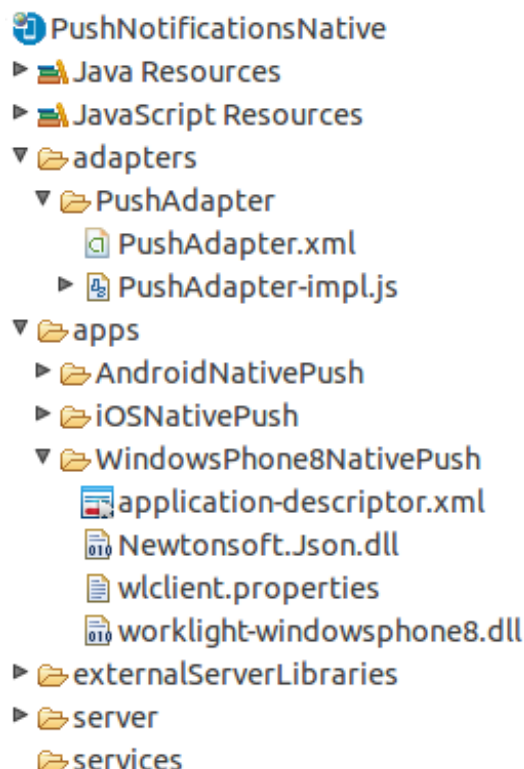 PushNotificationsNative
Java Resources
JavaScript Resources
adapters
PushAdapter
PushAdapter.xml
PushAdapter-impl.js
apps
AndroidNativePush
iOSNativePush
WindowsPhone8NativePush
application-descriptor.xml
Newtonsoft.Json.dll
wlclient.properties
worklight-windowsphone8.dll
externalServerLibraries
server
services